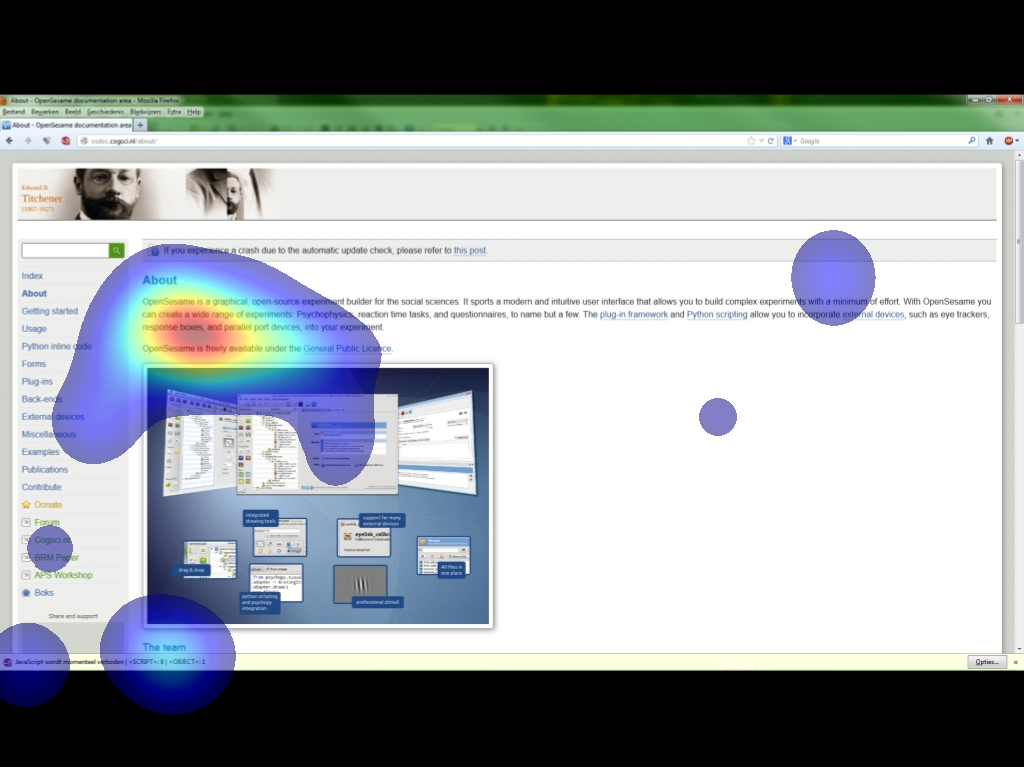 About - OpenSesame documentation area - Mozilla Firefox
Bestand Bewerken Beeld Geschiedenis Bladwijzers Extra Help
About - OpenSesame documentation area
osdoc.cogsci.nl/about/
Google
Edward B.
Titchener
(1867-1927)
If you experience a crash due to the automatic update check, please refer to this post.
Index
About
Getting started
Usage
Python inline code
Forms
Plug-ins
Back-ends
External devices
Miscellaneous
Examples
Publications
Contribute
Donate
Forum
Cogsci.nl
BRM Paper
APS Workshop
Boks
Share and support!
About
OpenSesame is a graphical, open-source experiment builder for the social sciences. It sports a modern and intuitive user interface that allows you to build complex experiments with a minimum of effort. With OpenSesame you
can create a wide range of experiments. Psychophysics, reaction time tasks, and questionnaires, to name but a few. The plug-in framework and Python scripting allow you to incorporate external devices, such as eye trackers,
response boxes, and parallel port devices, into your experiment.
OpenSesame is freely available under the General Public Licence.
integrated
drawing tools
support for many
external devices
drag & drop
All files in
one place
python scripting
and psychopy
integration
professional stimuli
The team
JavaScript wordt momenteel verboden | <SCRIPT>: 8 | <OBJECT>: 1
Opties...